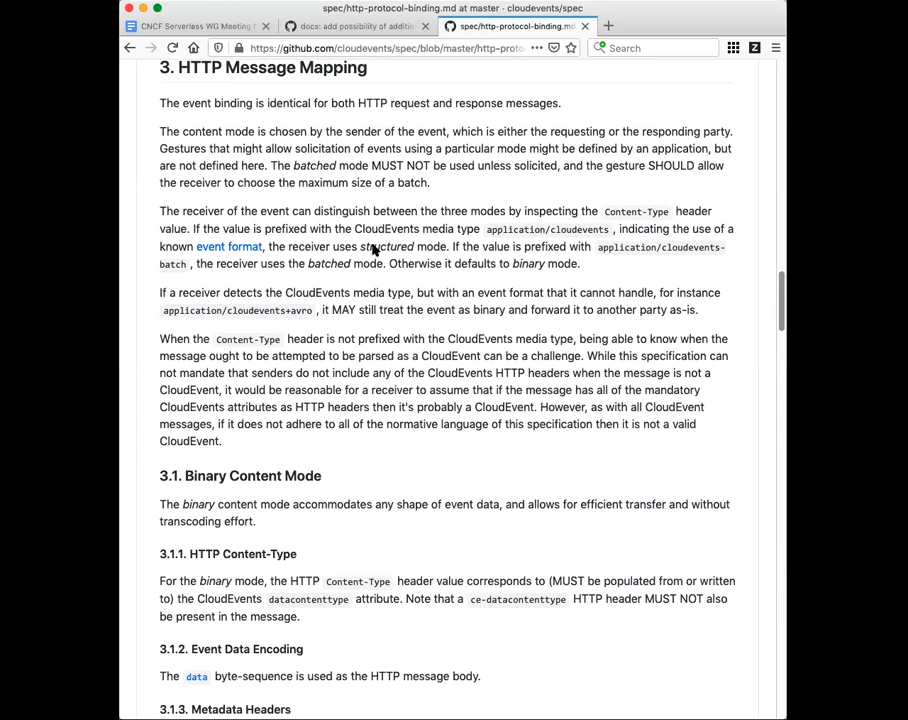 spec/http-protocol-binding.md at master · cloudevents/spec
CNCF Serverless WG Meeting
docs: add possibility of additio
spec/http-protocol-binding.md
https://github.com/cloudevents/spec/blob/master/http-proto
Search
3. HTTP Message Mapping
The event binding is identical for both HTTP request and response messages.
The content mode is chosen by the sender of the event, which is either the requesting or the responding party.
Gestures that might allow solicitation of events using a particular mode might be defined by an application, but
are not defined here. The batched mode MUST NOT be used unless solicited, and the gesture SHOULD allow
the receiver to choose the maximum size of a batch.
The receiver of the event can distinguish between the three modes by inspecting the Content-Type header
value. If the value is prefixed with the CloudEvents media type application/cloudevents , indicating the use of a
known event format, the receiver uses structured mode. If the value is prefixed with application/cloudevents-
batch , the receiver uses the batched mode. Otherwise it defaults to binary mode.
If a receiver detects the CloudEvents media type, but with an event format that it cannot handle, for instance
application/cloudevents+avro , it MAY still treat the event as binary and forward it to another party as-is.
When the Content-Type header is not prefixed with the CloudEvents media type, being able to know when the
message ought to be attempted to be parsed as a CloudEvent can be a challenge. While this specification can
not mandate that senders do not include any of the CloudEvents HTTP headers when the message is not a
CloudEvent, it would be reasonable for a receiver to assume that if the message has all of the mandatory
CloudEvents attributes as HTTP headers then it's probably a CloudEvent. However, as with all CloudEvent
messages, if it does not adhere to all of the normative language of this specification then it is not a valid
CloudEvent.
3.1. Binary Content Mode
The binary content mode accommodates any shape of event data, and allows for efficient transfer and without
transcoding effort.
3.1.1. HTTP Content-Type
For the binary mode, the HTTP Content-Type header value corresponds to (MUST be populated from or written
to) the CloudEvents datacontenttype attribute. Note that a ce-datacontenttype HTTP header MUST NOT also
be present in the message.
3.1.2. Event Data Encoding
The data byte-sequence is used as the HTTP message body.
3.1.3. Metadata Headers